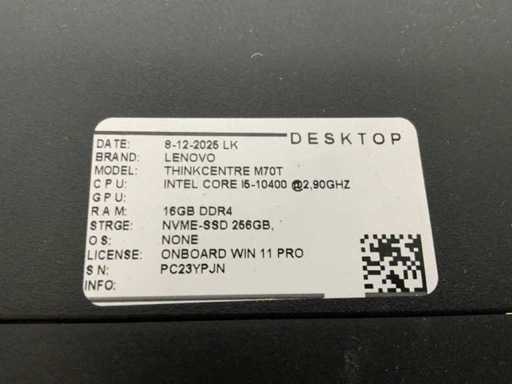 DESKTOP
DATE: 8-12-2025 LK
BRAND: LENOVO
MODEL: THINKCENTRE M70T
CPU: INTEL CORE I5-10400 @2,90GHZ
GPU:
RAM: 16GB DDR4
STRGE: NVME-SSD 256GB,
OS: NONE
LICENSE: ONBOARD WIN 11 PRO
SN: PC23YPJN
INFO: